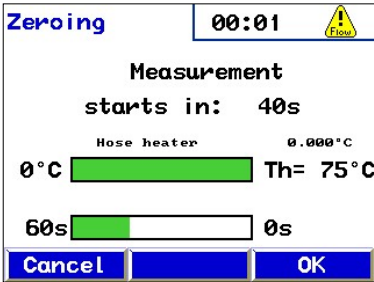 Zeroing 00:01
Flow
Measurement
starts in: 40s
Hose heater 0.000°C
0°C Th= 75°C
60s 0s
Cancel OK